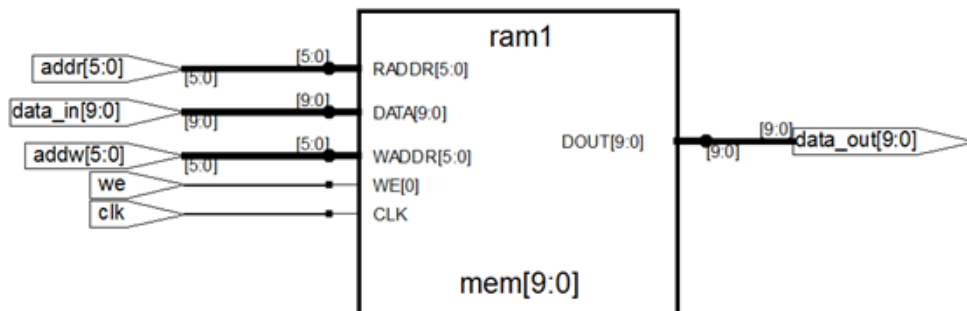 ram1
addr[5:0]
[5:0]
[5:0]
RADDR[5:0]
data_in[9:0]
[9:0]
[9:0]
DATA[9:0]
addw[5:0]
[5:0]
[5:0]
WADDR[5:0]
we
WE[0]
clk
CLK
DOUT[9:0]
[9:0]
[9:0]
data_out[9:0]
mem[9:0]